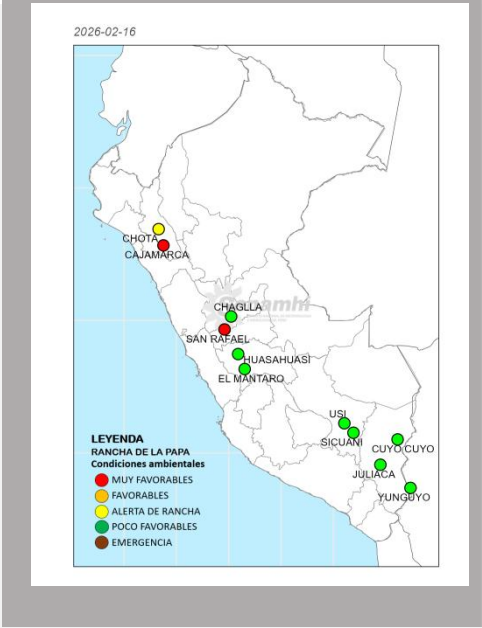 2026-02-16
CHOTA
CAJAMARCA
CHAGLLA
SAN RAFAEL
HUASAHUASI
EL MANTARO
USI
SICUANI
CUYO CUYO
JULIACA
YUNGUYO
LEYENDA
RANCHA DE LA PAPA
Condiciones ambientales
MUY FAVORABLES
FAVORABLES
ALERTA DE RANCHA
POCO FAVORABLES
EMERGENCIA